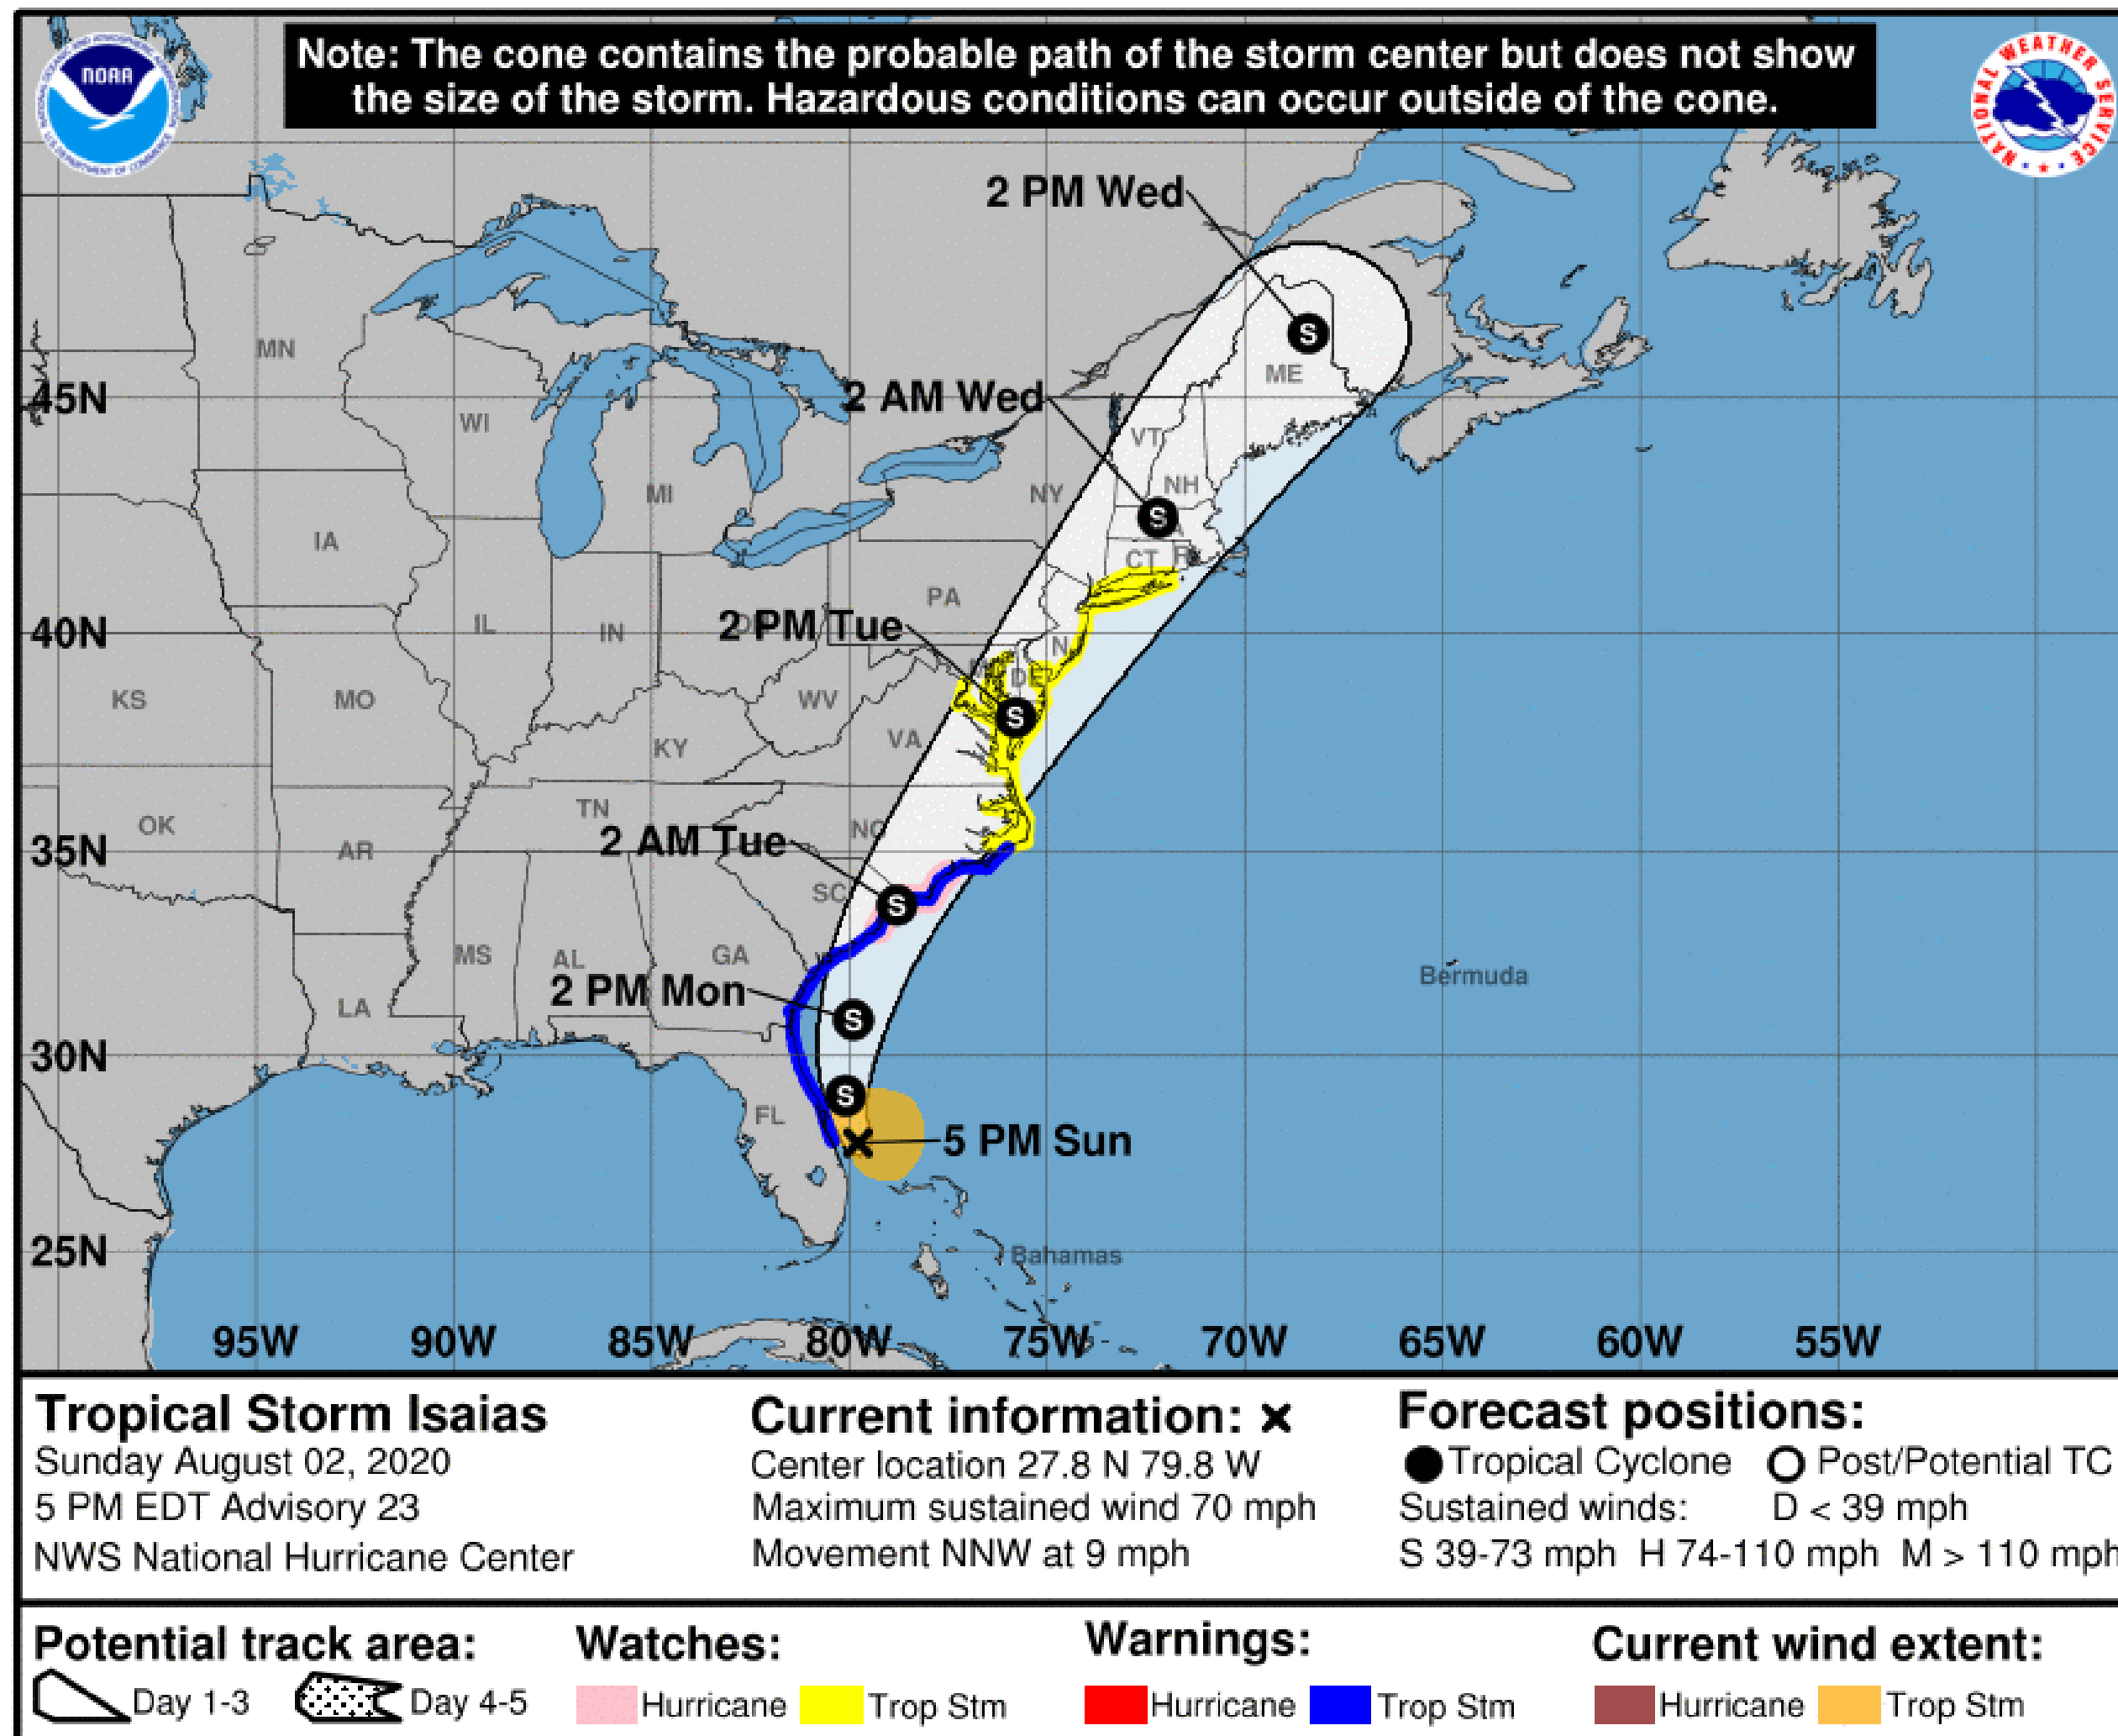 Note: The cone contains the probable path of the storm center but does not show
the size of the storm. Hazardous conditions can occur outside of the cone.
NOAA
NATIONAL WEATHER SERVICE
2 PM Wed
MN
ME
45N
2 AM Wed
WI
VT
MI
NY
NH
IA
CT
PA
40N
IL
IN
2 PM Tue
DE
KS
MO
WV
KY
VA
TN
OK
NC
35N
AR
2 AM Tue
SC
MS
AL
GA
Bermuda
2 PM Mon
LA
S
S
S
S
S
S
30N
FL
5 PM Sun
25N
Bahamas
95W 90W 85W 80W 75W 70W 65W 60W 55W
Tropical Storm Isaias
Sunday August 02, 2020
5 PM EDT Advisory 23
NWS National Hurricane Center
Current information: x
Center location 27.8 N 79.8 W
Maximum sustained wind 70 mph
Movement NNW at 9 mph
Forecast positions:
Tropical Cyclone Post/Potential TC
Sustained winds: D < 39 mph
S 39-73 mph H 74-110 mph M > 110 mph
Potential track area:
Day 1-3 Day 4-5
Watches:
Hurricane Trop Stm
Warnings:
Hurricane Trop Stm
Current wind extent:
Hurricane Trop Stm